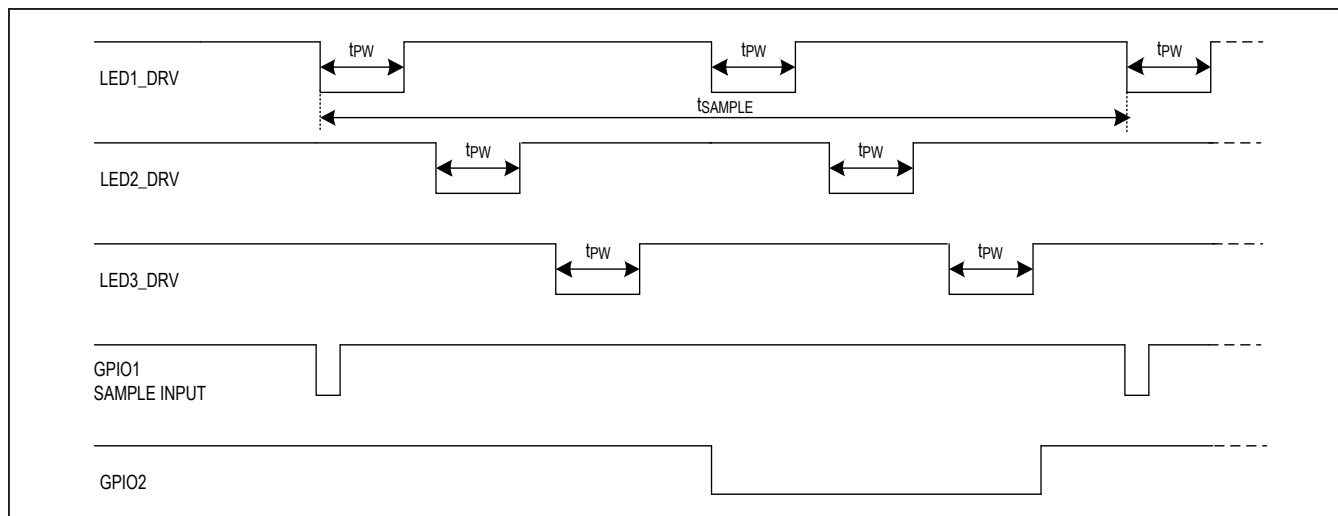 tPW tPW tPW
LED1_DRV
tSAMPLE
tPW tPW
LED2_DRV
tPW tPW
LED3_DRV
GPIO1
SAMPLE INPUT
GPIO2